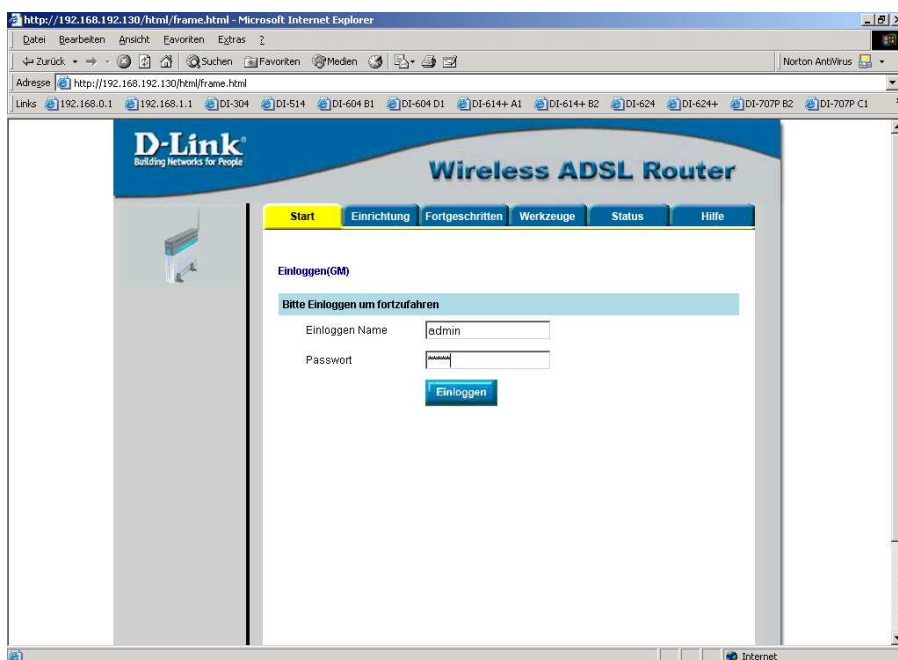 http://192.168.192.130/html/frame.html - Microsoft Internet Explorer
Datei Bearbeiten Ansicht Favoriten Extras ?
Zurück Suchen Favoriten Medien Norton AntiVirus
Adresse http://192.168.192.130/html/frame.html
Links 192.168.0.1 192.168.1.1 DI-304 DI-514 DI-604 B1 DI-604 D1 DI-614+ A1 DI-614+ B2 DI-624 DI-624+ DI-707P B2 DI-707P C1
D-Link
Building Networks for People
Wireless ADSL Router
Start Einrichtung Fortgeschritten Werkzeuge Status Hilfe
Einloggen(GM)
Bitte Einloggen um fortzufahren
Einloggen Name admin
Passwort *****
Einloggen
Internet